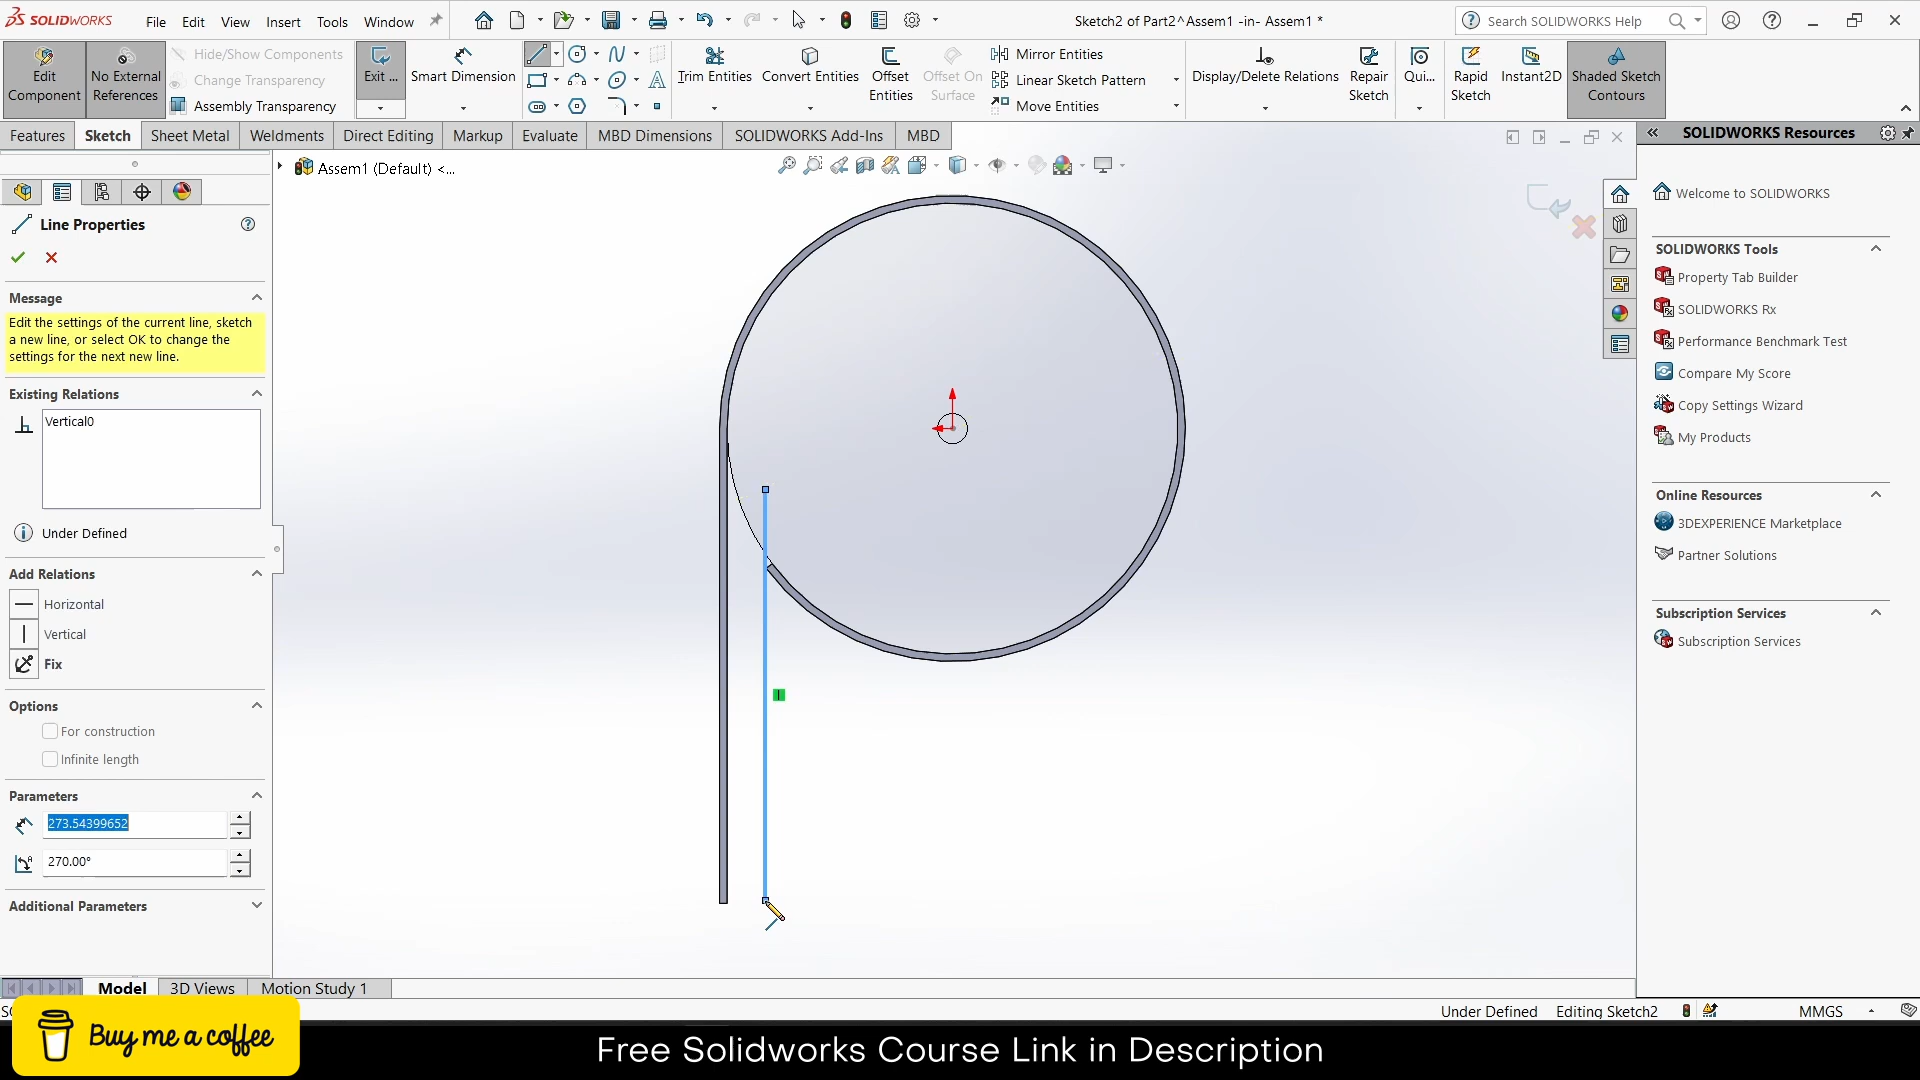 SOLIDWORKS
File
Edit
View
Insert
Tools
Window
Sketch2 of Part2^Assem1 -in- Assem1 *
Search SOLIDWORKS Help
Edit Component
No External References
Hide/Show Components
Change Transparency
Assembly Transparency
Exit ...
Smart Dimension
Trim Entities
Convert Entities
Offset Entities
Offset On Surface
Mirror Entities
Linear Sketch Pattern
Move Entities
Display/Delete Relations
Repair Sketch
Qui...
Rapid Sketch
Instant2D
Shaded Sketch Contours
Features
Sketch
Sheet Metal
Weldments
Direct Editing
Markup
Evaluate
MBD Dimensions
SOLIDWORKS Add-Ins
MBD
Assem1 (Default) <...
Line Properties
Message
Edit the settings of the current line, sketch
a new line, or select OK to change the
settings for the next new line.
Existing Relations
Vertical0
Under Defined
Add Relations
Horizontal
Vertical
Fix
Options
For construction
Infinite length
Parameters
273.54399652
270.00°
Additional Parameters
SOLIDWORKS Resources
Welcome to SOLIDWORKS
SOLIDWORKS Tools
Property Tab Builder
SOLIDWORKS Rx
Performance Benchmark Test
Compare My Score
Copy Settings Wizard
My Products
Online Resources
3DEXPERIENCE Marketplace
Partner Solutions
Subscription Services
Subscription Services
Model
3D Views
Motion Study 1
Under Defined
Editing Sketch2
MMGS
Buy me a coffee
Free Solidworks Course Link in Description